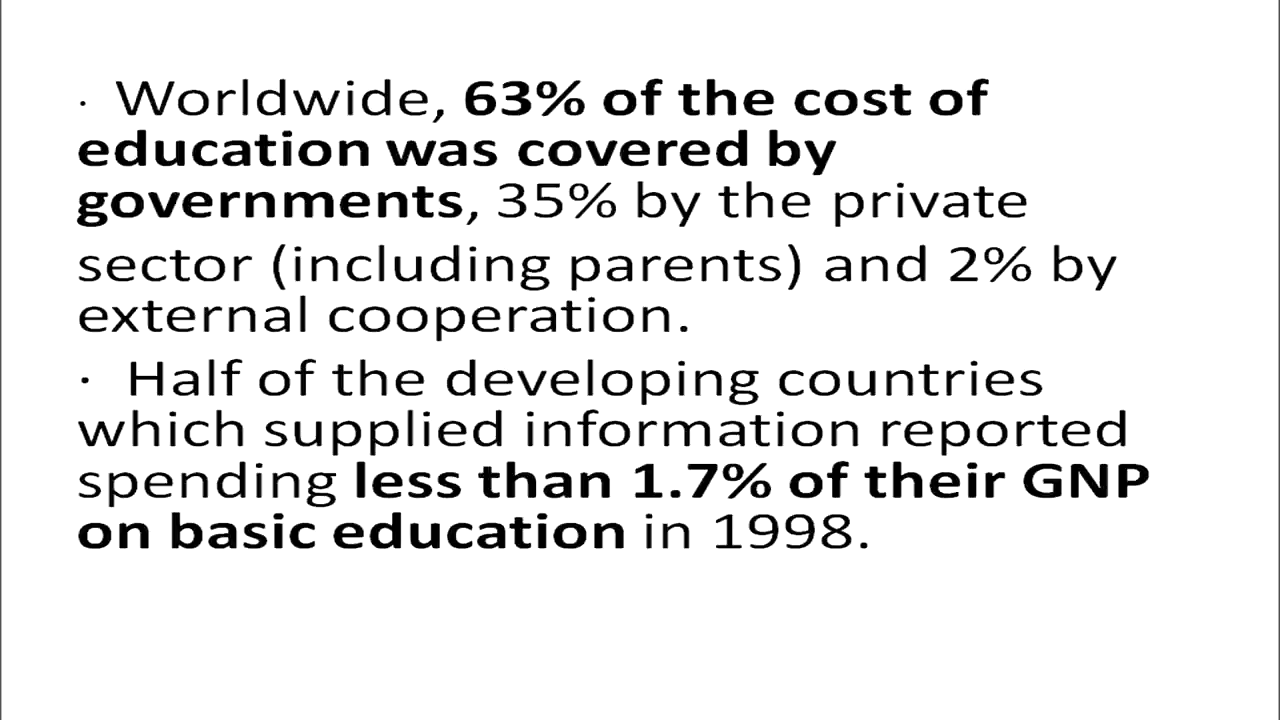 · Worldwide, 63% of the cost of
education was covered by
governments, 35% by the private
sector (including parents) and 2% by
external cooperation.
· Half of the developing countries
which supplied information reported
spending less than 1.7% of their GNP
on basic education in 1998.